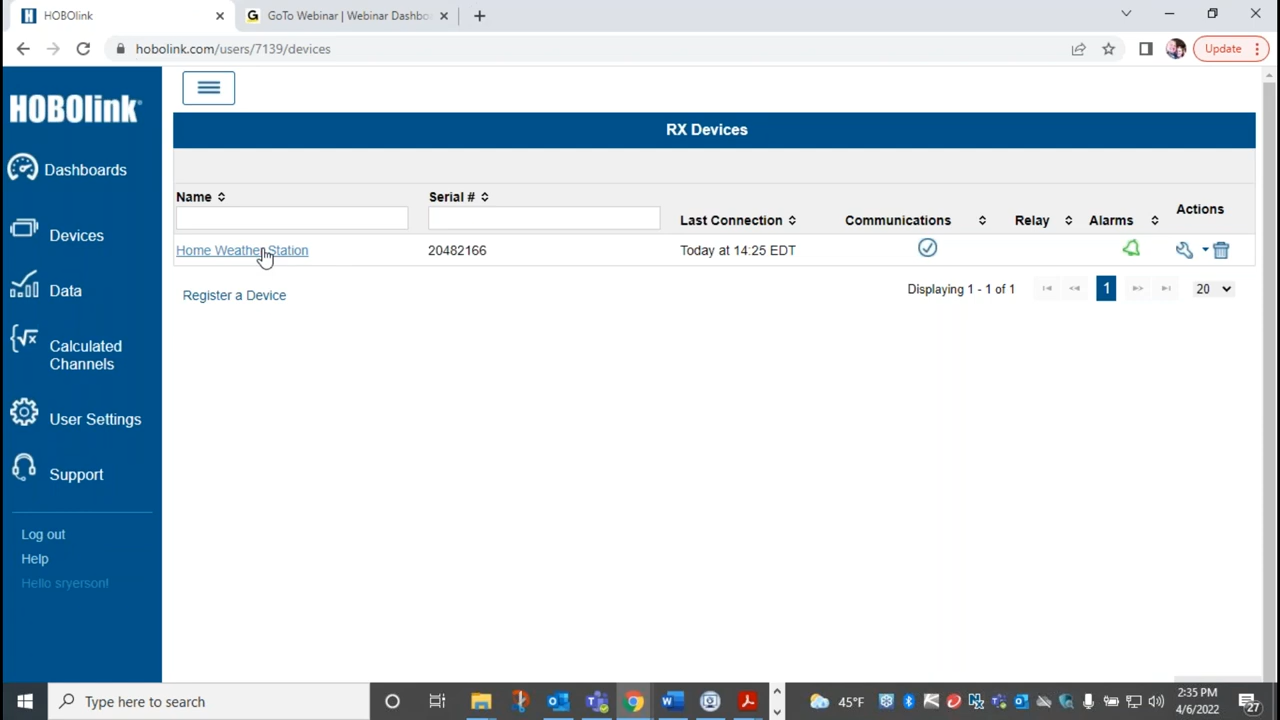 HOBOlink
GoTo Webinar | Webinar Dashbo
hobolink.com/users/7139/devices
Update
HOBOlink®
Dashboards
Devices
Data
Calculated
Channels
User Settings
Support
Log out
Help
Hello sryerson!
RX Devices
Name
Serial #
Last Connection
Communications
Relay
Alarms
Actions
Home Weather Station
20482166
Today at 14:25 EDT
Register a Device
Displaying 1 - 1 of 1
1
20
Type here to search
45°F
2:35 PM
4/6/2022
27